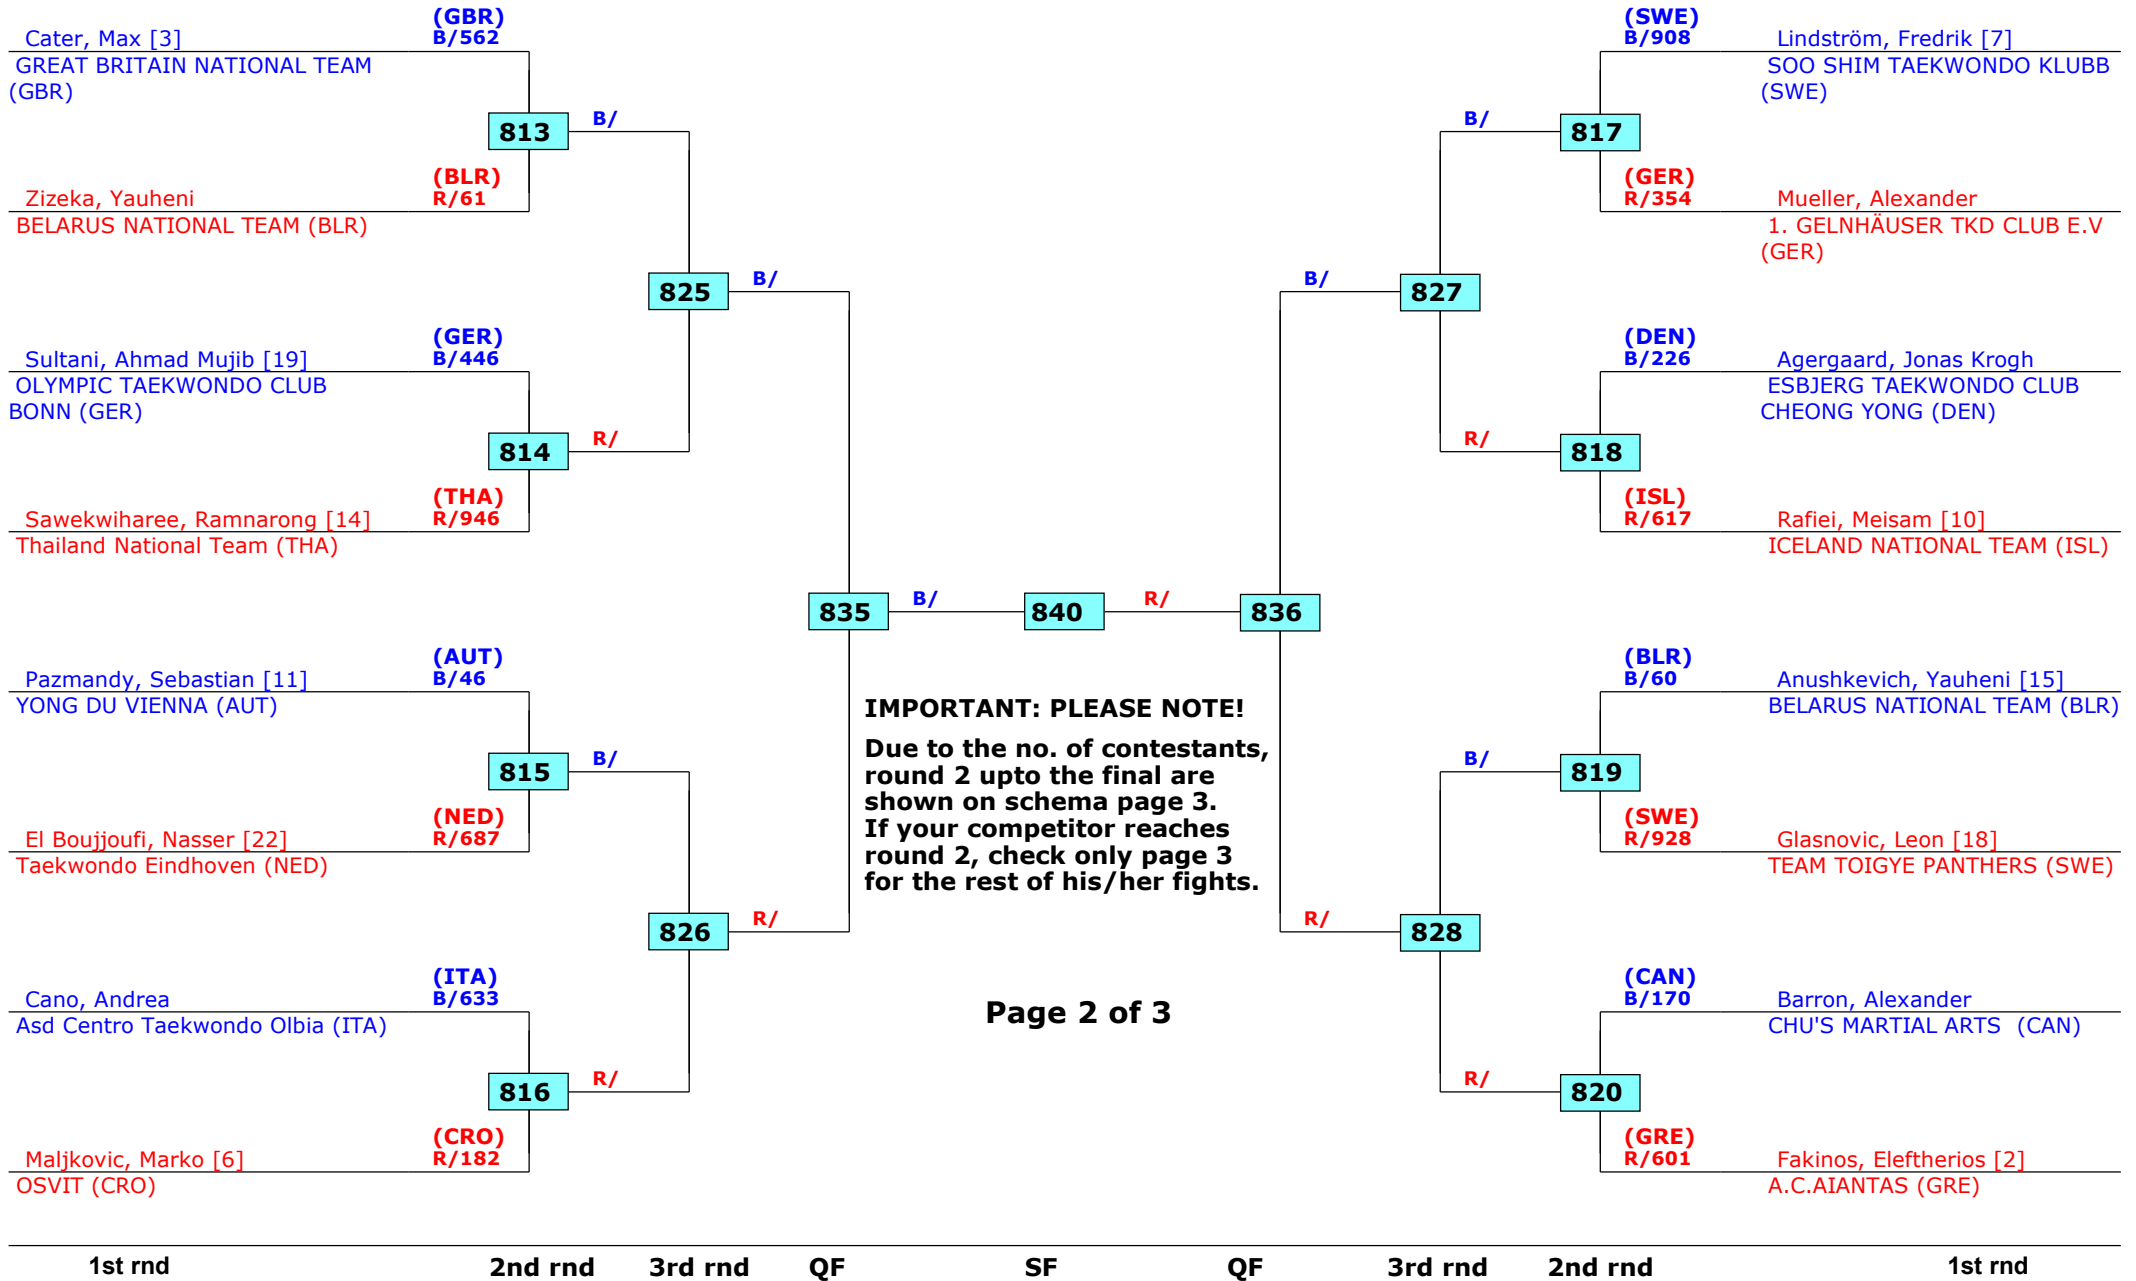 (GBR)
Cater, Max [3] B/562
GREAT BRITAIN NATIONAL TEAM
(GBR)
813
B/
(BLR)
Zizeka, Yauheni R/61
BELARUS NATIONAL TEAM (BLR)
825
B/
(GER)
Sultani, Ahmad Mujib [19] B/446
OLYMPIC TAEKWONDO CLUB
BONN (GER)
814
R/
(THA)
Sawekwiharee, Ramnarong [14] R/946
Thailand National Team (THA)
835
B/
840
R/
836
(AUT)
Pazmandy, Sebastian [11] B/46
YONG DU VIENNA (AUT)
815
B/
(NED)
El Boujjoufi, Nasser [22] R/687
Taekwondo Eindhoven (NED)
826
R/
(ITA)
Cano, Andrea B/633
Asd Centro Taekwondo Olbia (ITA)
816
R/
(CRO)
Maljkovic, Marko [6] R/182
OSVIT (CRO)
IMPORTANT: PLEASE NOTE!
Due to the no. of contestants,
round 2 upto the final are
shown on schema page 3.
If your competitor reaches
round 2, check only page 3
for the rest of his/her fights.
Page 2 of 3
(SWE)
B/908 Lindström, Fredrik [7]
SOO SHIM TAEKWONDO KLUBB
(SWE)
B/
817
(GER)
R/354 Mueller, Alexander
1. GELNHÄUSER TKD CLUB E.V
(GER)
B/
827
(DEN)
B/226 Agergaard, Jonas Krogh
ESBJERG TAEKWONDO CLUB
CHEONG YONG (DEN)
R/
818
(ISL)
R/617 Rafiei, Meisam [10]
ICELAND NATIONAL TEAM (ISL)
(BLR)
B/60 Anushkevich, Yauheni [15]
BELARUS NATIONAL TEAM (BLR)
B/
819
(SWE)
R/928 Glasnovic, Leon [18]
TEAM TOIGYE PANTHERS (SWE)
R/
828
(CAN)
B/170 Barron, Alexander
CHU'S MARTIAL ARTS (CAN)
R/
820
(GRE)
R/601 Fakinos, Eleftherios [2]
A.C.AIANTAS (GRE)
1st rnd 2nd rnd 3rd rnd QF SF QF 3rd rnd 2nd rnd 1st rnd